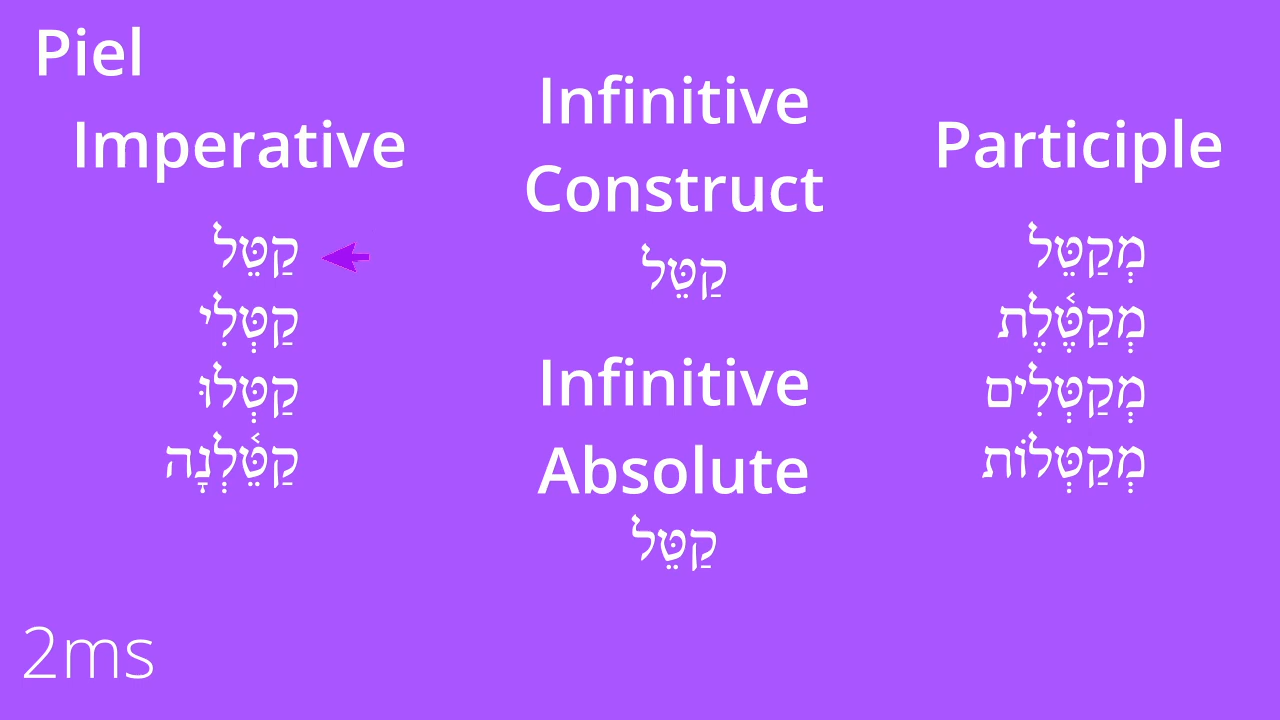 Piel
Imperative
קַטֵּל
קַטְּלִי
קַטְּלוּ
קַטֵּ֫לְנָה
Infinitive
Construct
קַטֵּל
Infinitive
Absolute
קַטֵּל
Participle
מְקַטֵּל
מְקַטֶּ֫לֶת
מְקַטְּלִים
מְקַטְּלוֹת
2ms